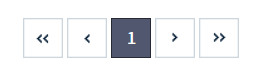 « ‹ 1 › »